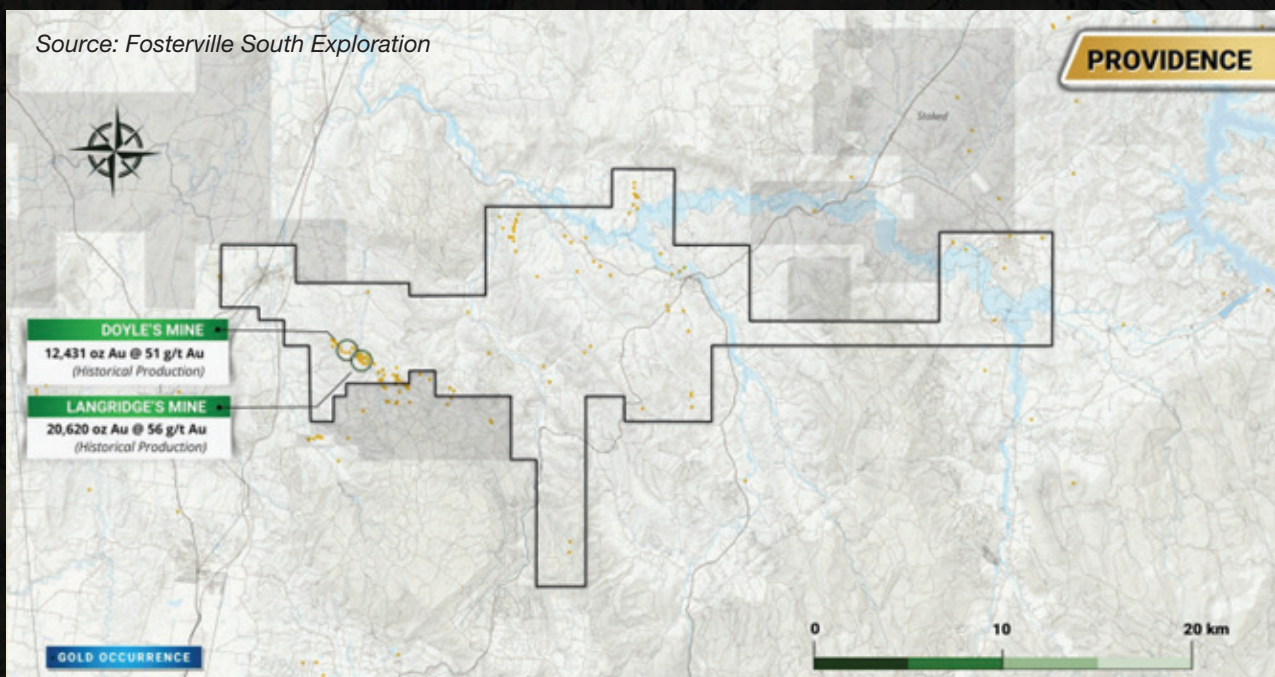 Source: Fosterville South Exploration
PROVIDENCE
Staked
DOYLE'S MINE
12,431 oz Au @ 51 g/t Au
(Historical Production)
LANGRIDGE'S MINE
20,620 oz Au @ 56 g/t Au
(Historical Production)
0 10 20 km
GOLD OCCURRENCE